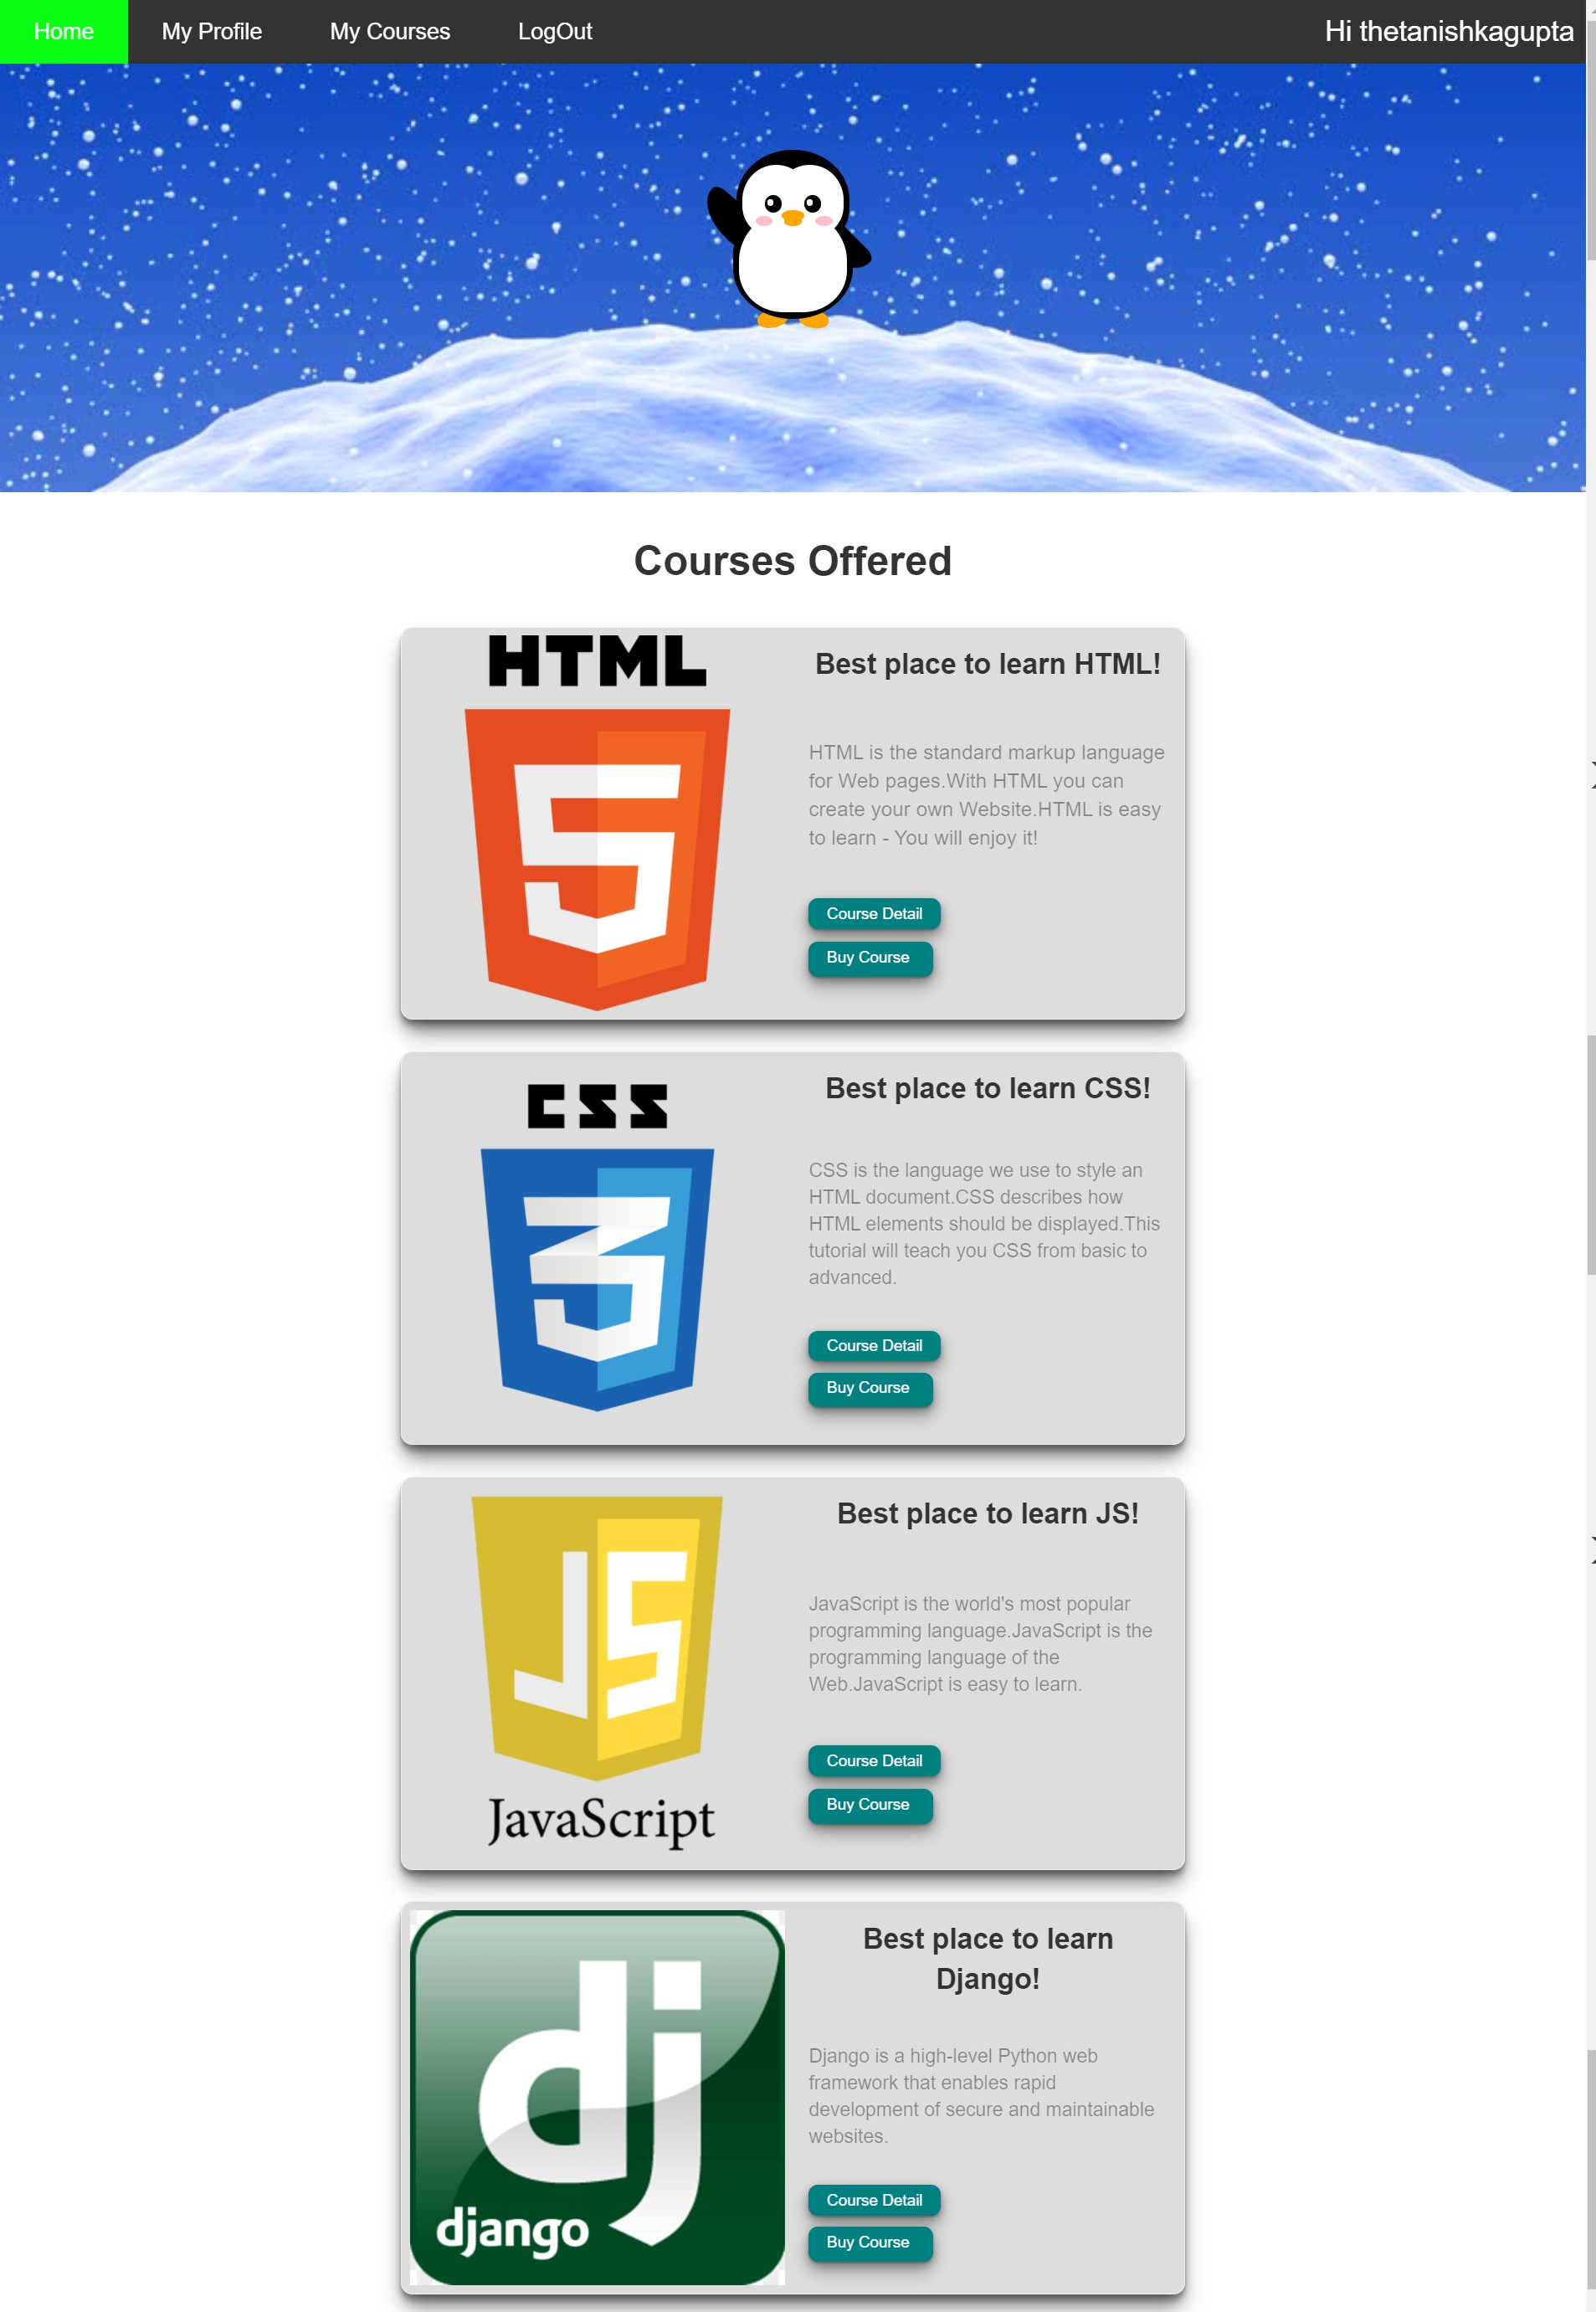 Home My Profile My Courses LogOut Hi thetanishkagupta
Courses Offered
HTML
5
Best place to learn HTML!
HTML is the standard markup language
for Web pages.With HTML you can
create your own Website.HTML is easy
to learn - You will enjoy it!
Course Detail
Buy Course
CSS
3
Best place to learn CSS!
CSS is the language we use to style an
HTML document.CSS describes how
HTML elements should be displayed.This
tutorial will teach you CSS from basic to
advanced.
Course Detail
Buy Course
JS
JavaScript
Best place to learn JS!
JavaScript is the world's most popular
programming language.JavaScript is the
programming language of the
Web.JavaScript is easy to learn.
Course Detail
Buy Course
dj
django
Best place to learn
Django!
Django is a high-level Python web
framework that enables rapid
development of secure and maintainable
websites.
Course Detail
Buy Course